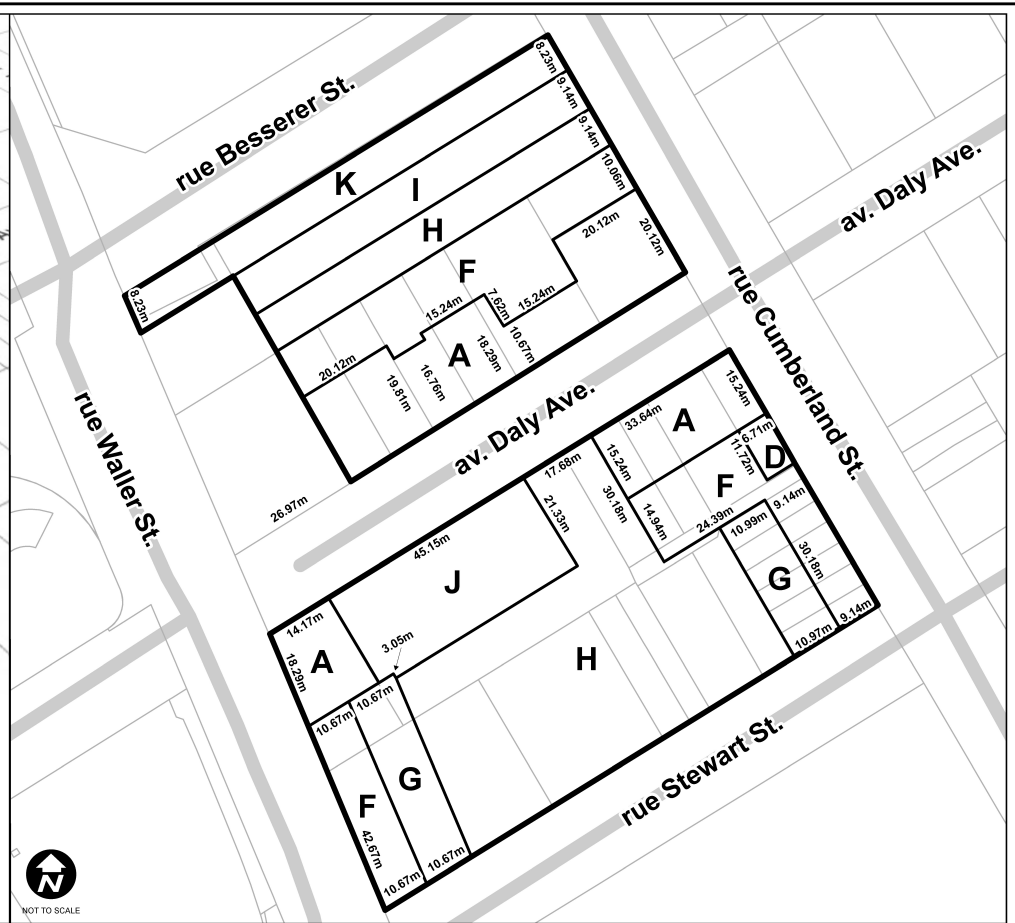 rue Besserer St.
8.23m
9.14m
9.14m
10.06m
20.12m
20.12m
K
I
H
F
8.23m
15.24m
7.62m
15.24m
20.12m
19.81m
16.76m
A
18.29m
10.67m
av. Daly Ave.
rue Cumberland St.
av. Daly Ave.
rue Waller St.
26.97m
33.64m
A
15.24m
17.68m
15.24m
30.18m
6.71m
11.72m
D
F
14.94m
24.39m
21.33m
45.15m
J
9.14m
10.99m
30.18m
G
10.97m
9.14m
14.17m
A
18.29m
3.05m
10.67m
10.67m
H
G
F
42.67m
10.67m
10.67m
rue Stewart St.
N
NOT TO SCALE